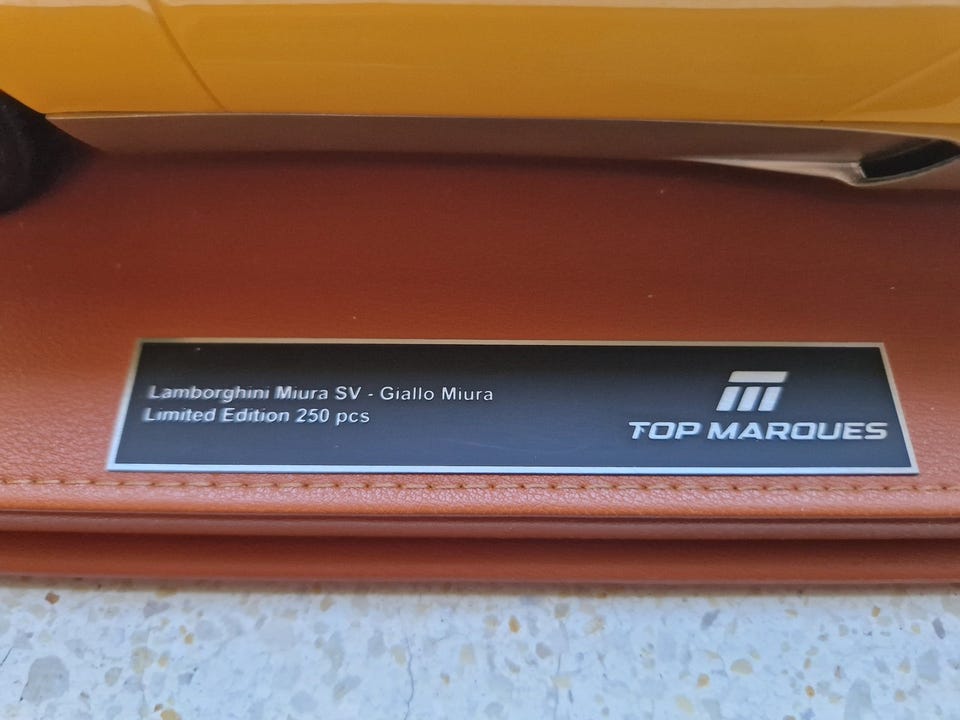 Lamborghini Miura SV - Giallo Miura
Limited Edition 250 pcs
TOP MARQUES